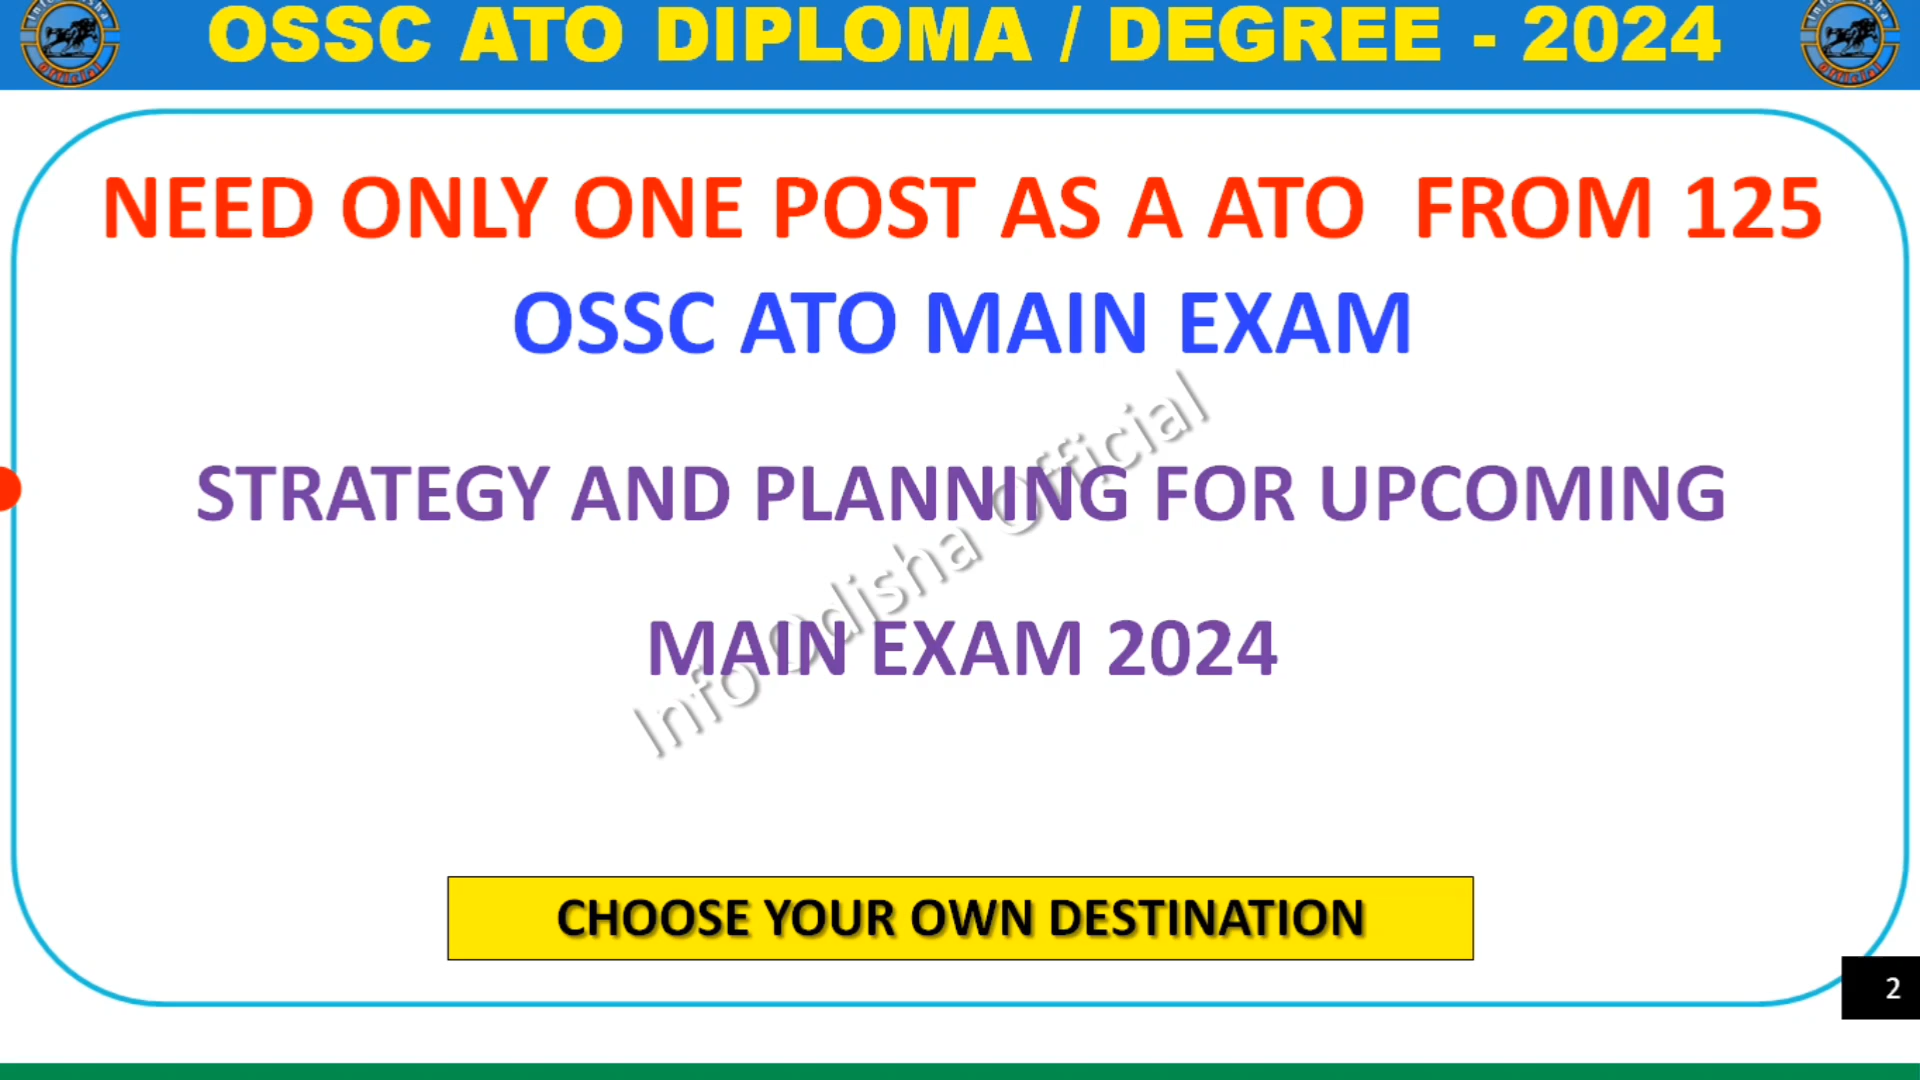 OSSC ATO DIPLOMA / DEGREE - 2024
NEED ONLY ONE POST AS A ATO FROM 125
OSSC ATO MAIN EXAM
STRATEGY AND PLANNING FOR UPCOMING
MAIN EXAM 2024
Info Odisha Official
CHOOSE YOUR OWN DESTINATION
2